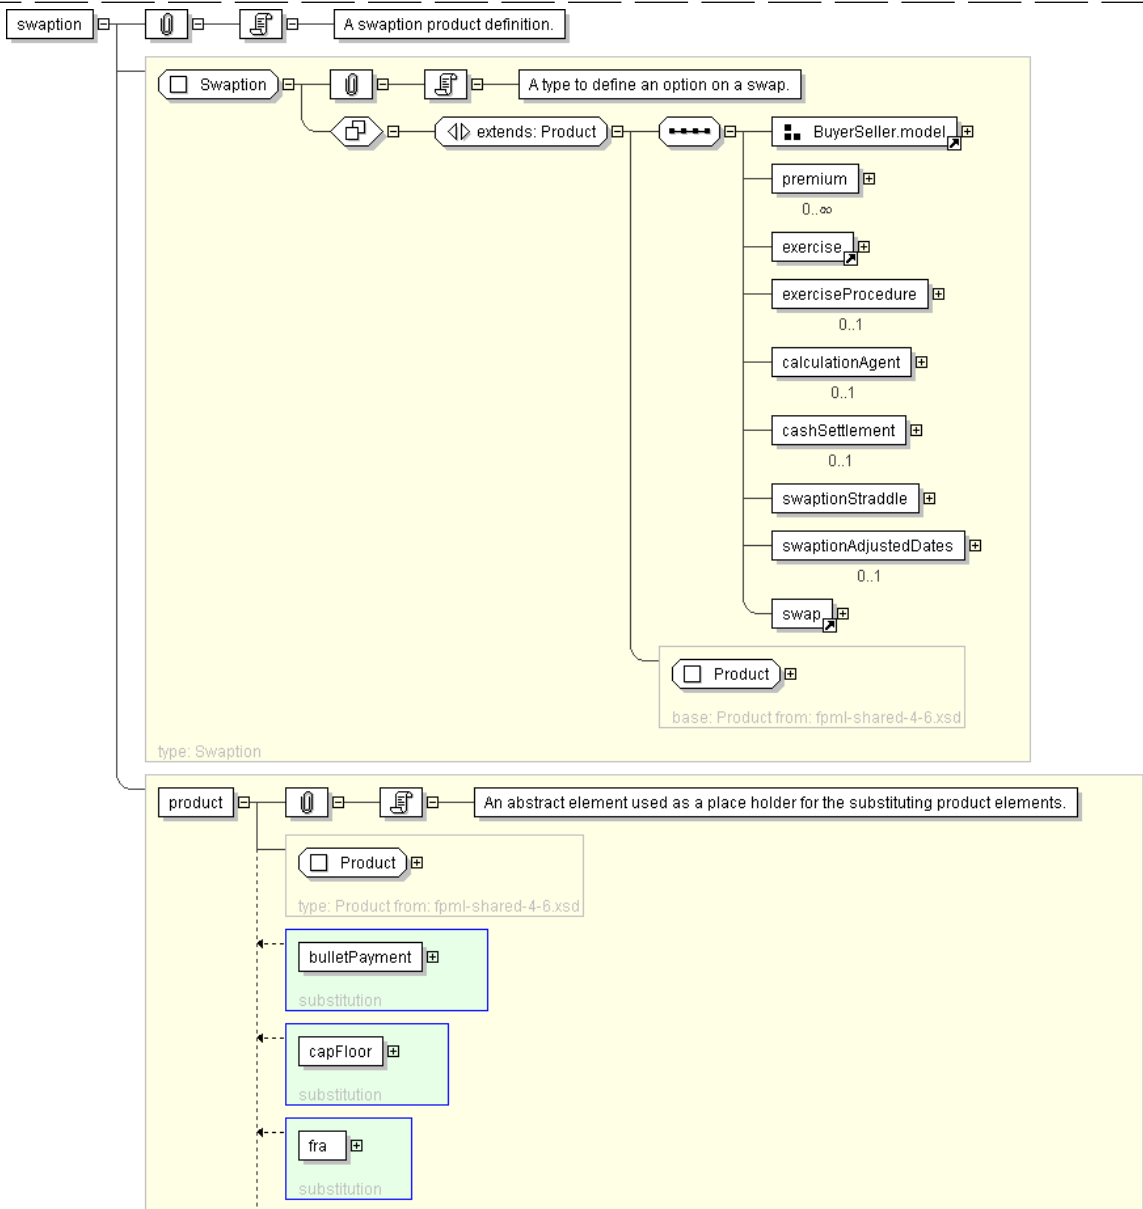 swaption
A swaption product definition.
Swaption
A type to define an option on a swap.
extends: Product
BuyerSeller.model
premium
0..∞
exercise
exerciseProcedure
0..1
calculationAgent
0..1
cashSettlement
0..1
swaptionStraddle
swaptionAdjustedDates
0..1
swap
Product
base: Product from: fpml-shared-4-6.xsd
type: Swaption
product
An abstract element used as a place holder for the substituting product elements.
Product
type: Product from: fpml-shared-4-6.xsd
bulletPayment
substitution
capFloor
substitution
fra
substitution